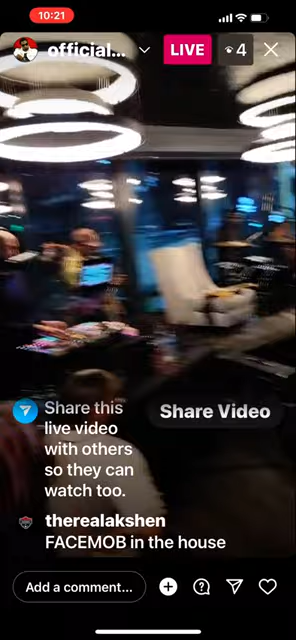 10:21
official...
LIVE
4
Share this
live video
with others
so they can
watch too.
Share Video
therealakshen
FACEMOB in the house
Add a comment...